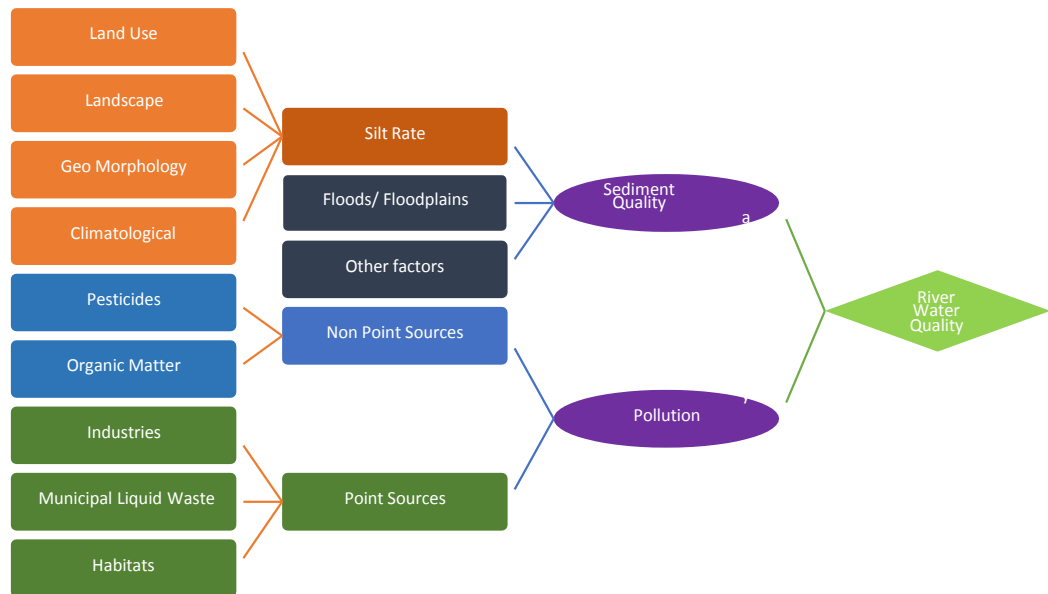 Land Use
Landscape
Geo Morphology
Climatological
Pesticides
Organic Matter
Industries
Municipal Liquid Waste
Habitats
Silt Rate
Floods/ Floodplains
Other factors
Non Point Sources
Point Sources
Sediment
Quality
a
Pollution
River
Water
Quality